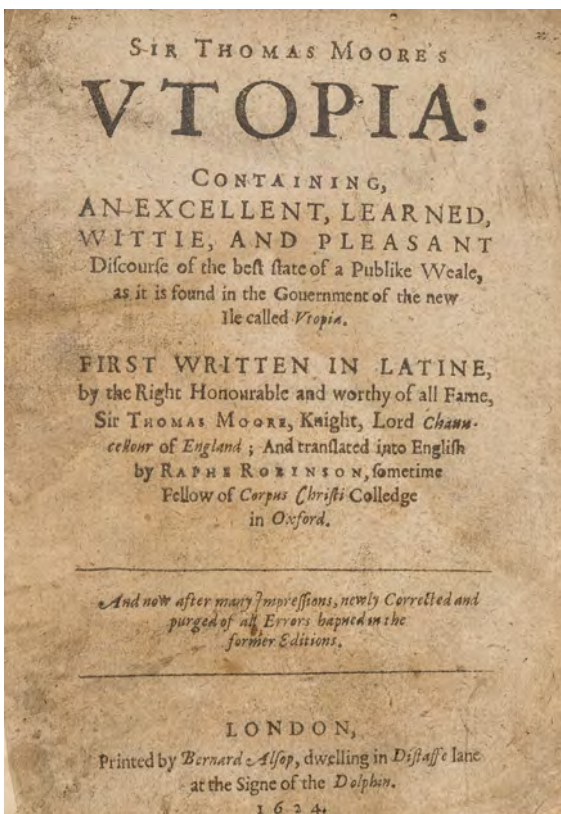 SIR THOMAS MOORE'S
VTOPIA:
CONTAINING,
AN EXCELLENT, LEARNED,
WITTIE, AND PLEASANT
Diſcourſe of the beſt ſtate of a Publike Weale,
as it is found in the Gouernment of the new
Ile called Vtopia.
FIRST WRITTEN IN LATINE,
by the Right Honourable and worthy of all Fame,
Sir THOMAS MOORE, Knight, Lord Chaun-
cellour of England ; And tranſlated into Engliſh
by RAPHE ROBINSON, ſometime
Fellow of Corpus Chriſti Colledge
in Oxford.
And now after many Impreſſions, newly Corrected and
purged of all Errors hapned in the
former Editions.
LONDON,
Printed by Bernard Alſop, dwelling in Diſtaffe lane
at the Signe of the Dolphin.
1624.